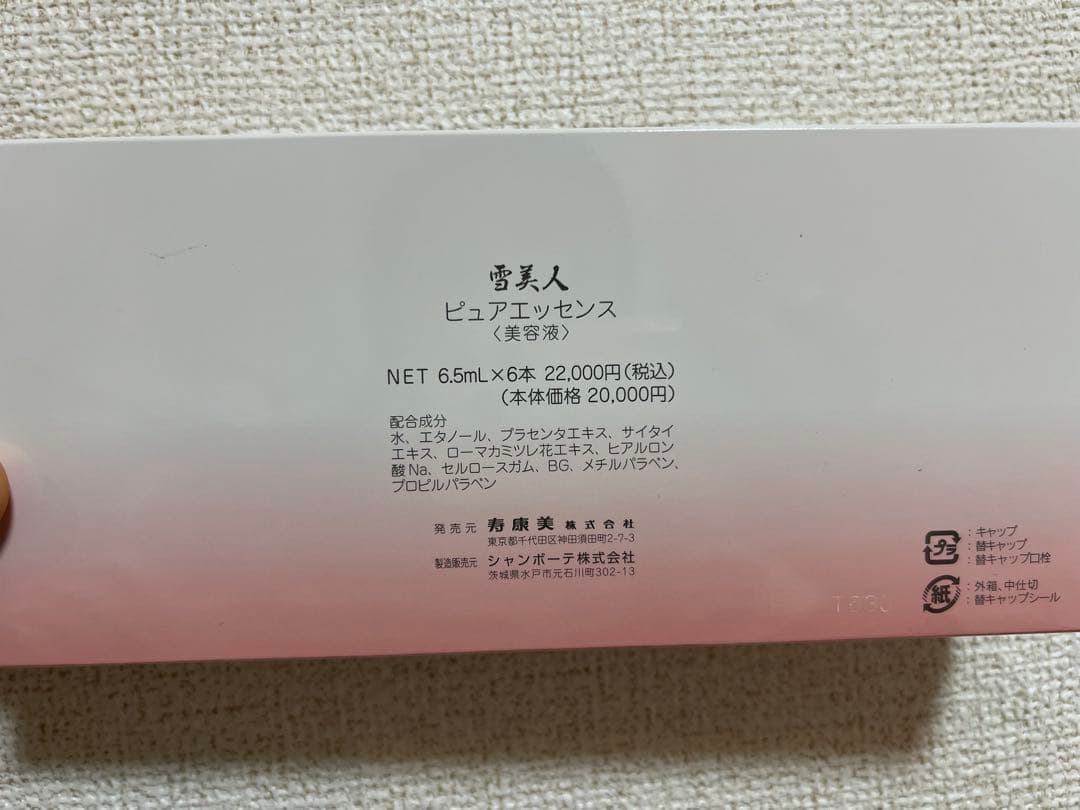 雪美人
ピュアエッセンス
〈美容液〉
NET 6.5mL×6本 22,000円(税込)
(本体価格 20,000円)
配合成分
水、エタノール、プラセンタエキス、サイタイ
エキス、ローマカミツレ花エキス、ヒアルロン
酸Na、セルロースガム、BG、メチルパラベン、
プロピルパラベン
発売元 寿康美株式会社
東京都千代田区神田須田町2-7-3
製造販売元 シャンボーテ株式会社
茨城県水戸市元石川町302-13
プラ
：キャップ
：替キャップ
：替キャップ口栓
紙
：外箱、中仕切
：替キャップシール